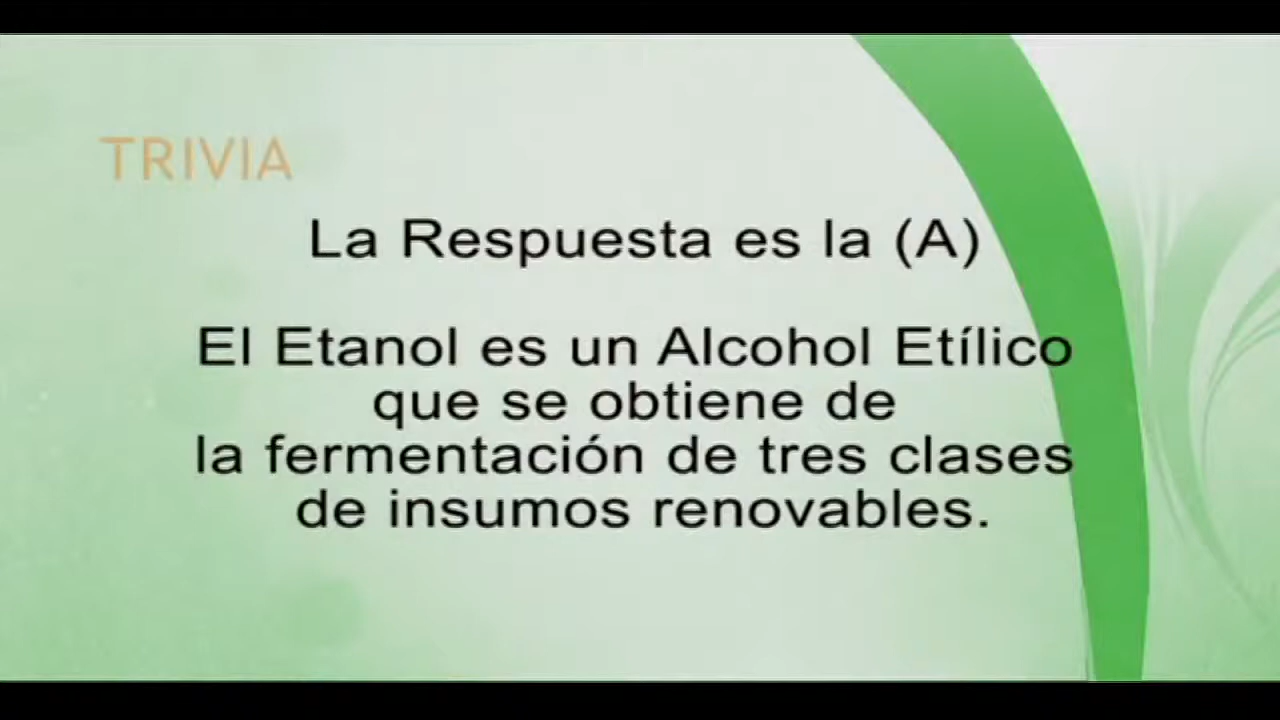 TRIVIA
La Respuesta es la (A)
El Etanol es un Alcohol Etílico
que se obtiene de
la fermentación de tres clases
de insumos renovables.